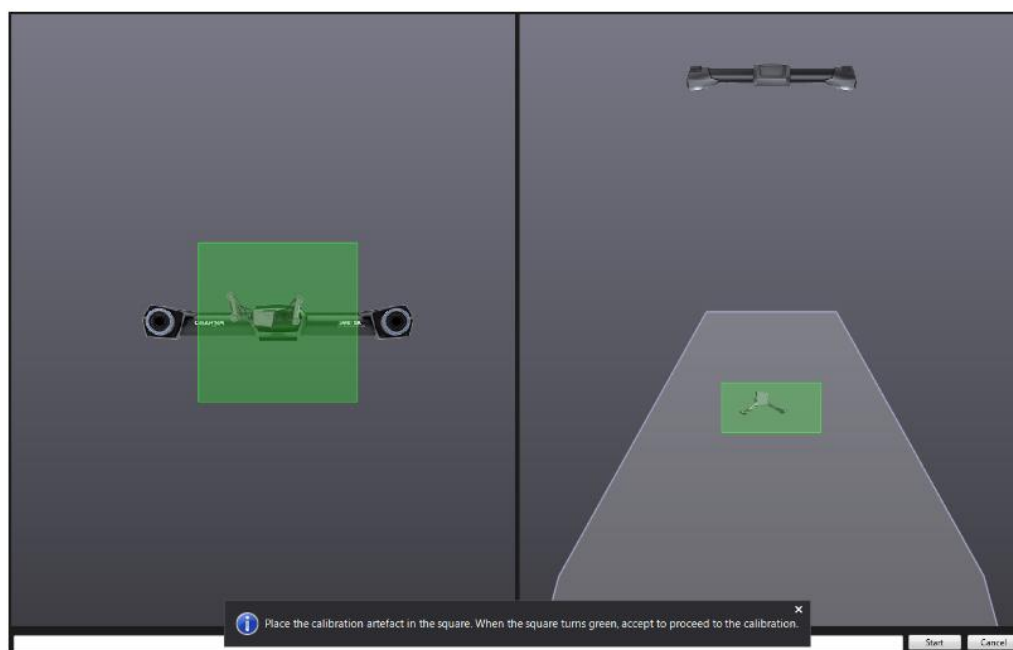 Place the calibration artefact in the square. When the square turns green, accept to proceed to the calibration.
Start
Cancel